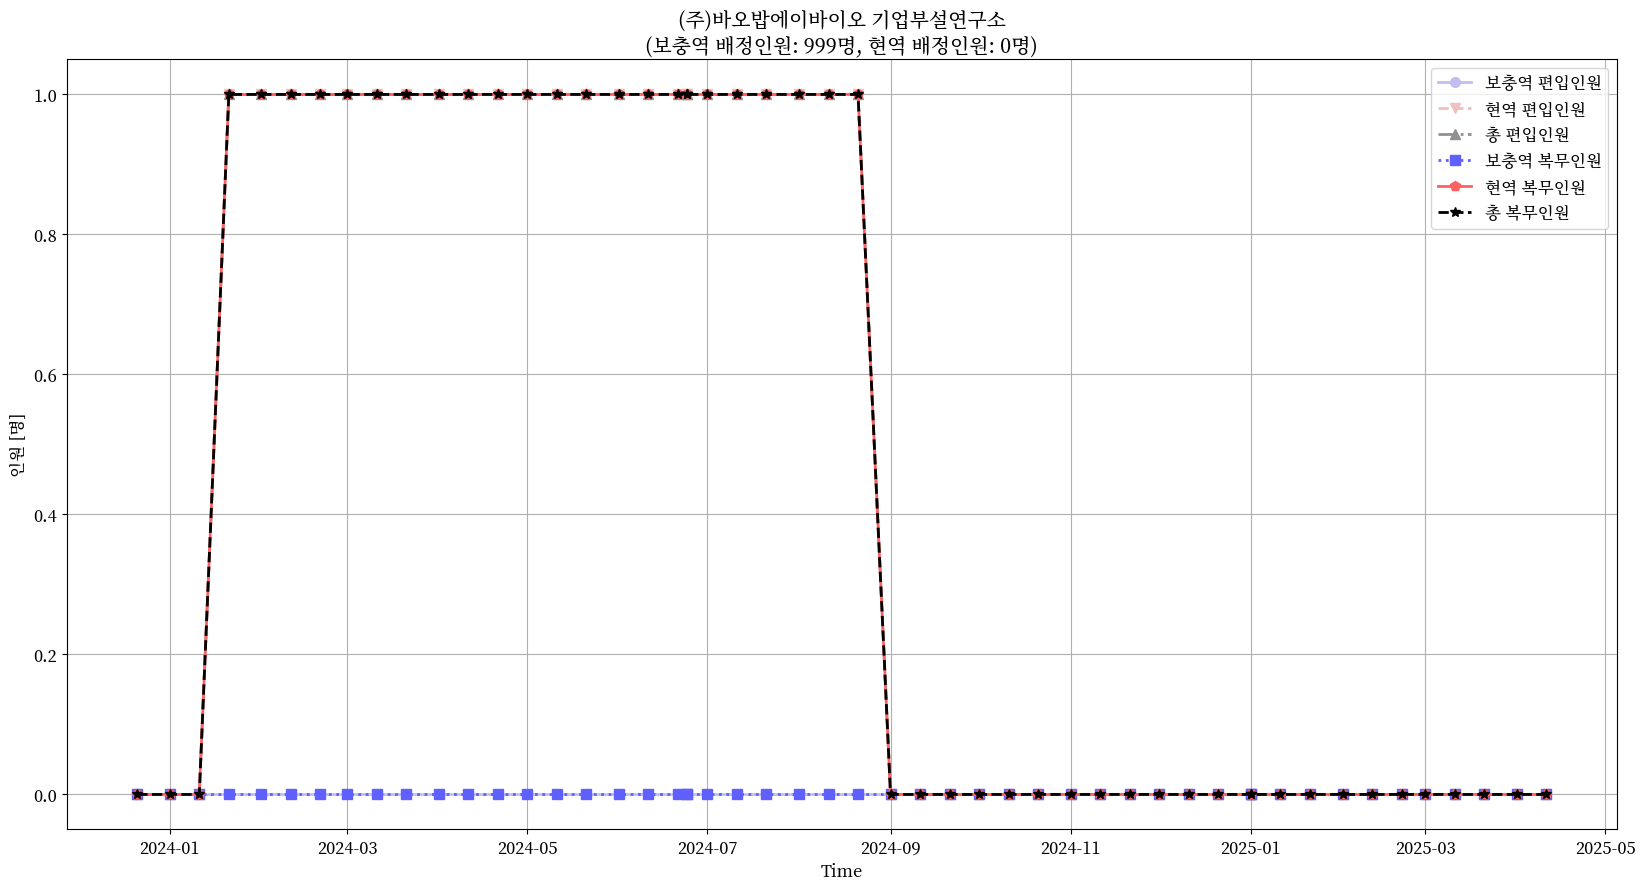 (주)바오밥에이바이오 기업부설연구소
(보충역 배정인원: 999명, 현역 배정인원: 0명)
보충역 편입인원
현역 편입인원
총 편입인원
보충역 복무인원
현역 복무인원
총 복무인원
1.0
0.8
0.6
0.4
0.2
0.0
인원 [명]
2024-01
2024-03
2024-05
2024-07
2024-09
2024-11
2025-01
2025-03
2025-05
Time